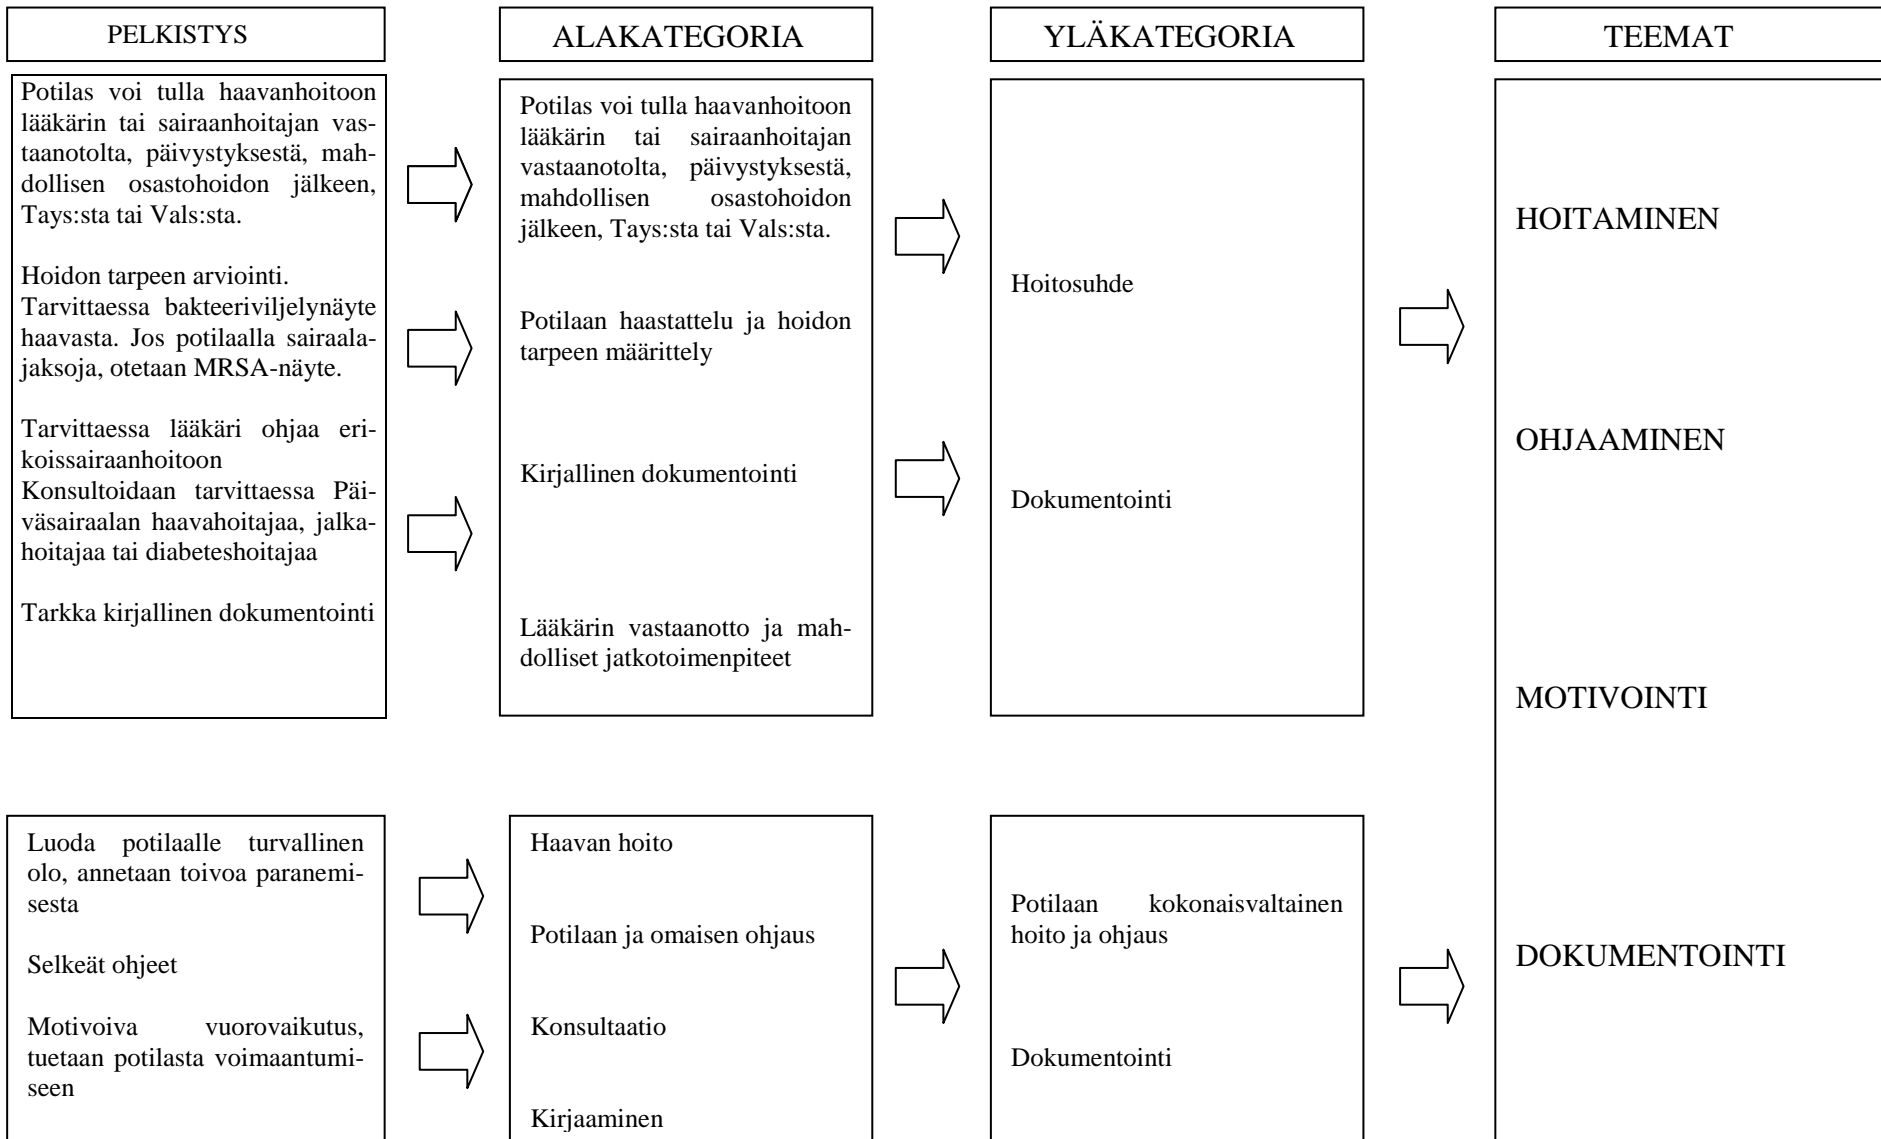 PELKISTYS
ALAKATEGORIA
YLÄKATEGORIA
TEEMAT
Potilas voi tulla haavanhoitoon
lääkärin tai sairaanhoitajan vas-
taanotolta, päivystyksestä, mah-
dollisen osastohoidon jälkeen,
Tays:sta tai Vals:sta.
Hoidon tarpeen arviointi.
Tarvittaessa bakteeriviljelynäyte
haavasta. Jos potilaalla sairaala-
jaksoja, otetaan MRSA-näyte.
Tarvittaessa lääkäri ohjaa eri-
koissairaanhoitoon
Konsultoidaan tarvittaessa Päi-
väsairaalan haavahoitajaa, jalka-
hoitajaa tai diabeteshoitajaa
Tarkka kirjallinen dokumentointi
Potilas voi tulla haavanhoitoon
lääkärin tai sairaanhoitajan
vastaanotolta, päivystyksestä,
mahdollisen osastohoidon
jälkeen, Tays:sta tai Vals:sta.
Potilaan haastattelu ja hoidon
tarpeen määrittely
Kirjallinen dokumentointi
Lääkärin vastaanotto ja mah-
dolliset jatkotoimenpiteet
Hoitosuhde
Dokumentointi
HOITAMINEN
OHJAAMINEN
MOTIVOINTI
DOKUMENTOINTI
Luoda potilaalle turvallinen
olo, annetaan toivoa paranemi-
sesta
Selkeät ohjeet
Motivoiva vuorovaikutus,
tuetaan potilasta voimaantumi-
seen
Haavan hoito
Potilaan ja omaisen ohjaus
Konsultaatio
Kirjaaminen
Potilaan kokonaisvaltainen
hoito ja ohjaus
Dokumentointi